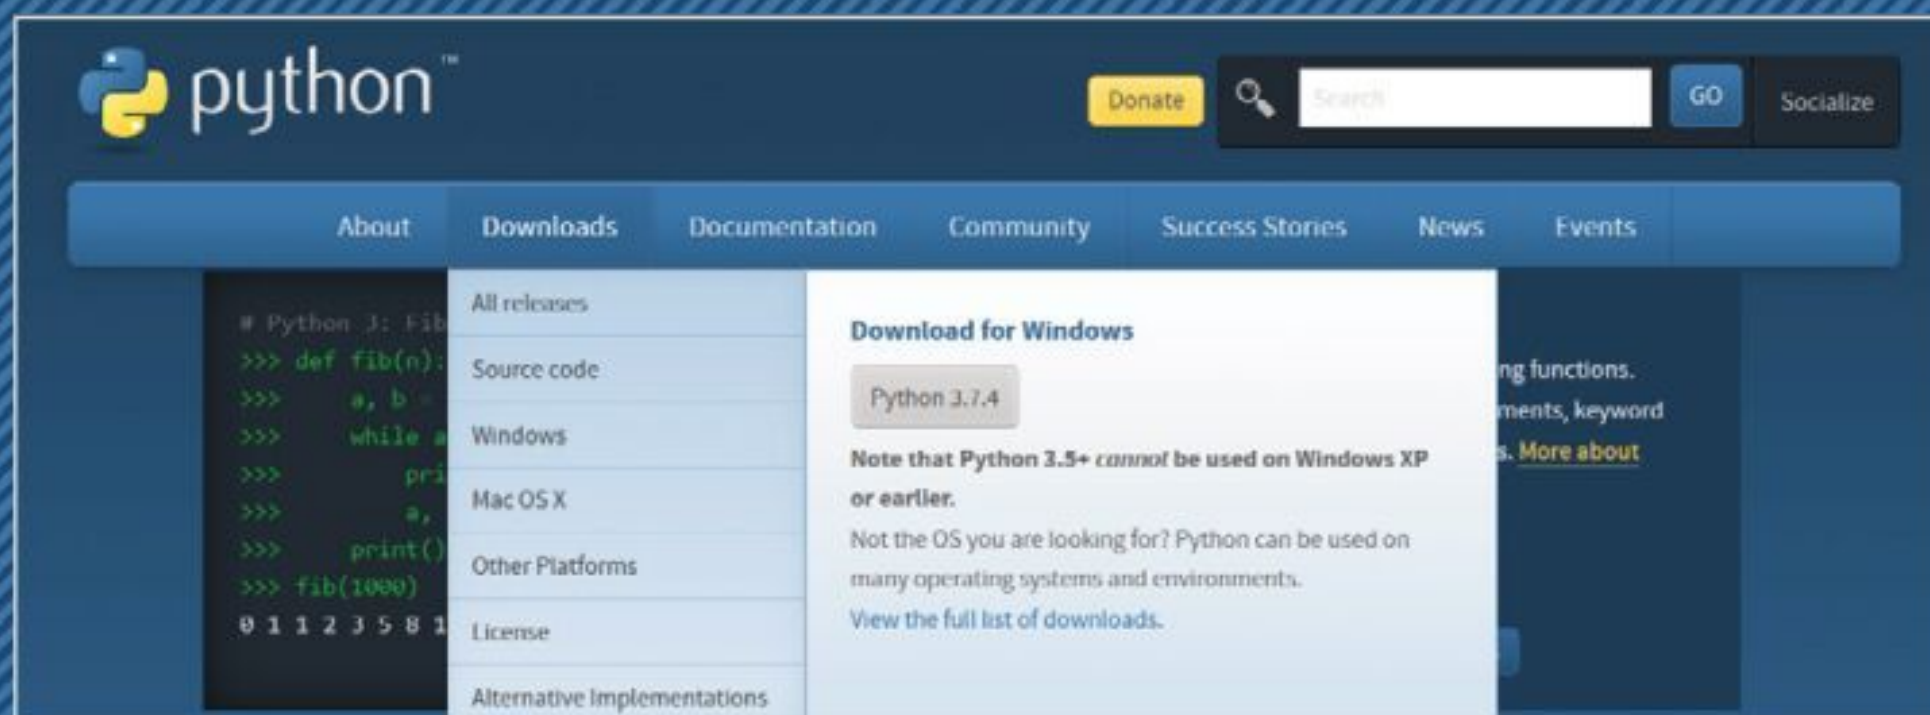 python™
Donate
Search
GO
Socialize
About
Downloads
Documentation
Community
Success Stories
News
Events
# Python 3: Fib
>>> def fib(n):
>>>     a, b =
>>>     while a
>>>         pri
>>>         a,
>>>     print()
>>> fib(1000)
0 1 1 2 3 5 8 1
All releases
Source code
Windows
Mac OS X
Other Platforms
License
Alternative Implementations
Download for Windows
Python 3.7.4
Note that Python 3.5+ cannot be used on Windows XP
or earlier.
Not the OS you are looking for? Python can be used on
many operating systems and environments.
View the full list of downloads.
ng functions.
ments, keyword
s. More about